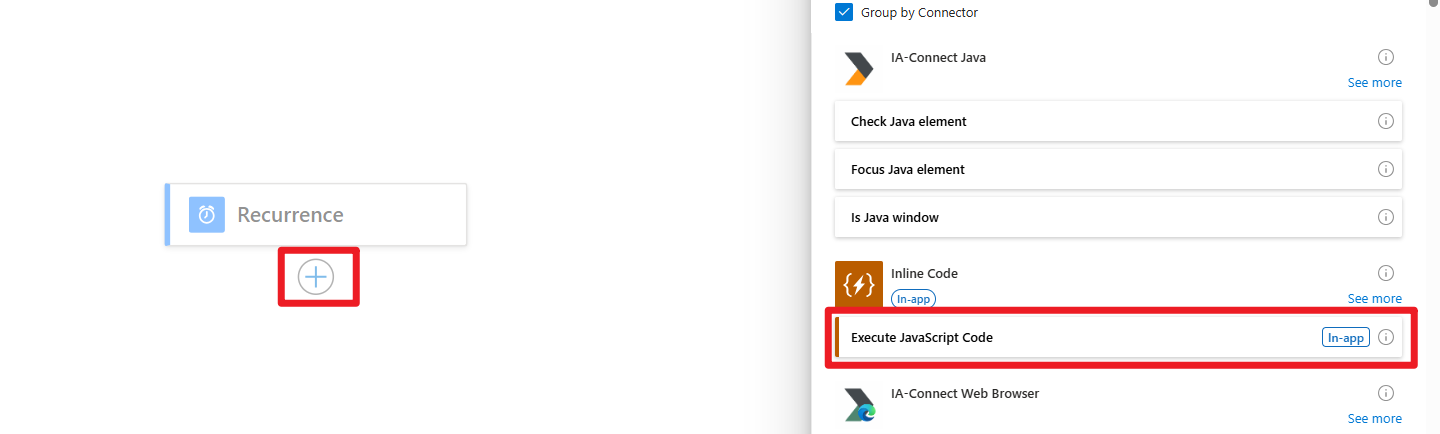 Group by Connector
IA-Connect Java
See more
Check Java element
Focus Java element
Recurrence
Is Java window
Inline Code
In-app
See more
Execute JavaScript Code In-app
IA-Connect Web Browser
See more